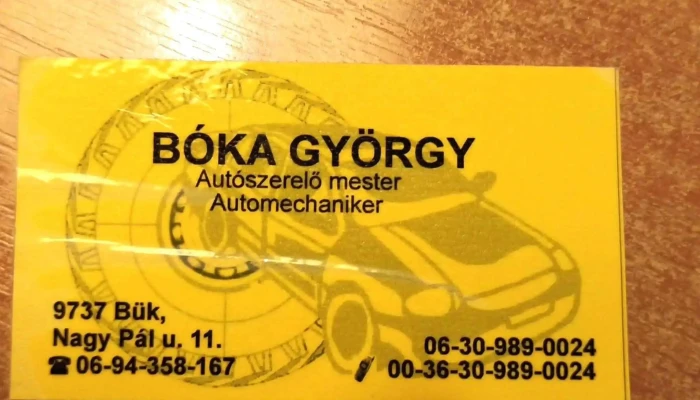 BÓKA GYÖRGY
Autószerelő mester
Automechaniker
9737 Bük,
Nagy Pál u. 11.
☎ 06-94-358-167
06-30-989-0024
00-36-30-989-0024